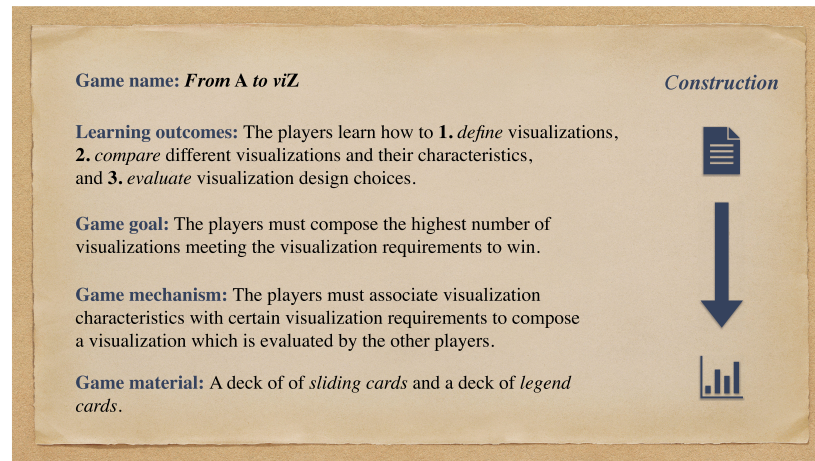 Game name: From A to viZ
Construction
Learning outcomes: The players learn how to 1. define visualizations,
2. compare different visualizations and their characteristics,
and 3. evaluate visualization design choices.
Game goal: The players must compose the highest number of
visualizations meeting the visualization requirements to win.
Game mechanism: The players must associate visualization
characteristics with certain visualization requirements to compose
a visualization which is evaluated by the other players.
Game material: A deck of of sliding cards and a deck of legend
cards.